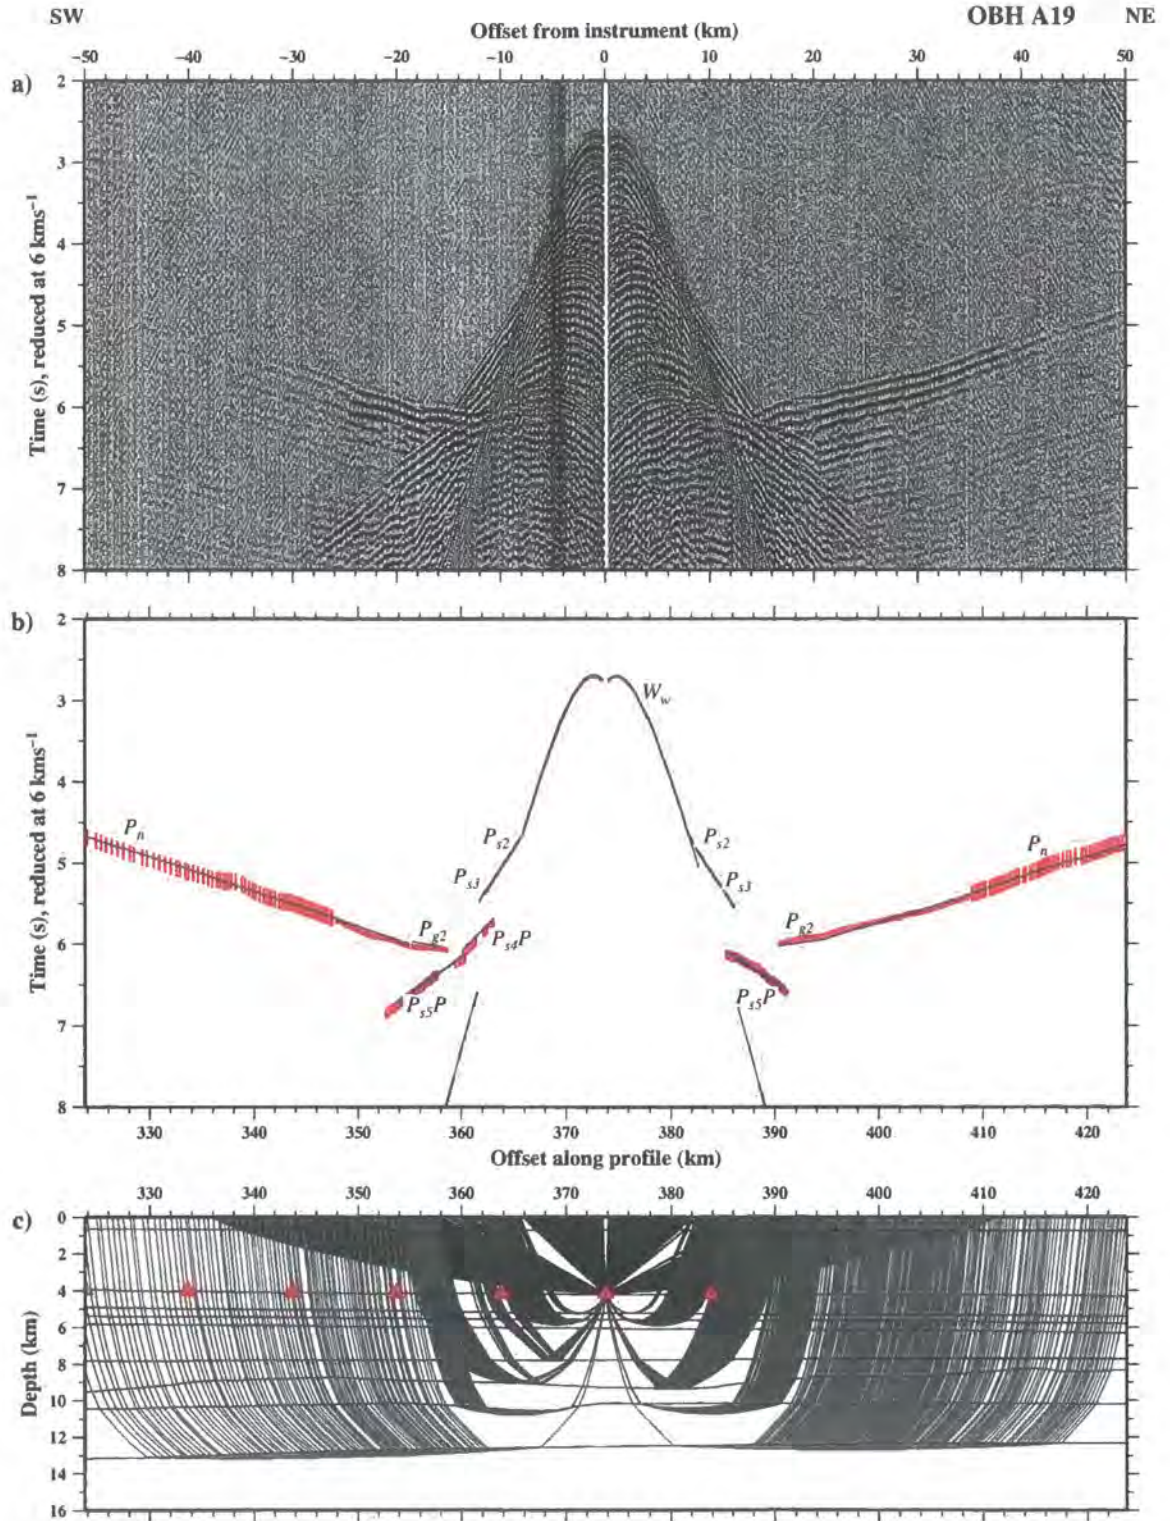 SW
OBH A19 NE
Offset from instrument (km)
−50 −40 −30 −20 −10 0 10 20 30 40 50
a)
2
3
4
5
6
7
8
Time (s), reduced at 6 kms⁻¹
b)
2
3
4
5
6
7
8
Time (s), reduced at 6 kms⁻¹
Ww
Pn
Ps2
Ps2
Pn
Ps3
Ps3
Pg2
Pg2
Ps4P
Ps5P
Ps5P
330 340 350 360 370 380 390 400 410 420
Offset along profile (km)
330 340 350 360 370 380 390 400 410 420
c)
0
2
4
6
8
10
12
14
16
Depth (km)